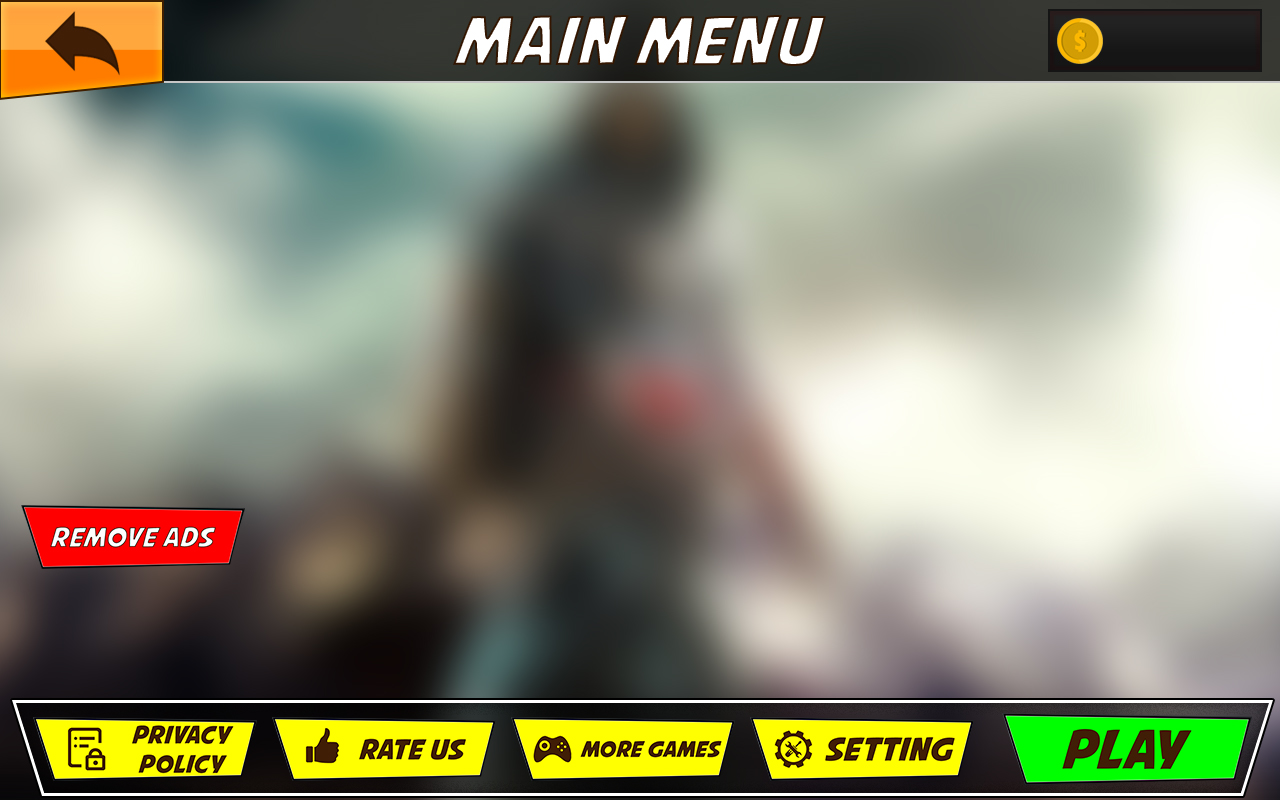 MAIN MENU
$
REMOVE ADS
PRIVACY
POLICY
RATE US
MORE GAMES
SETTING
PLAY